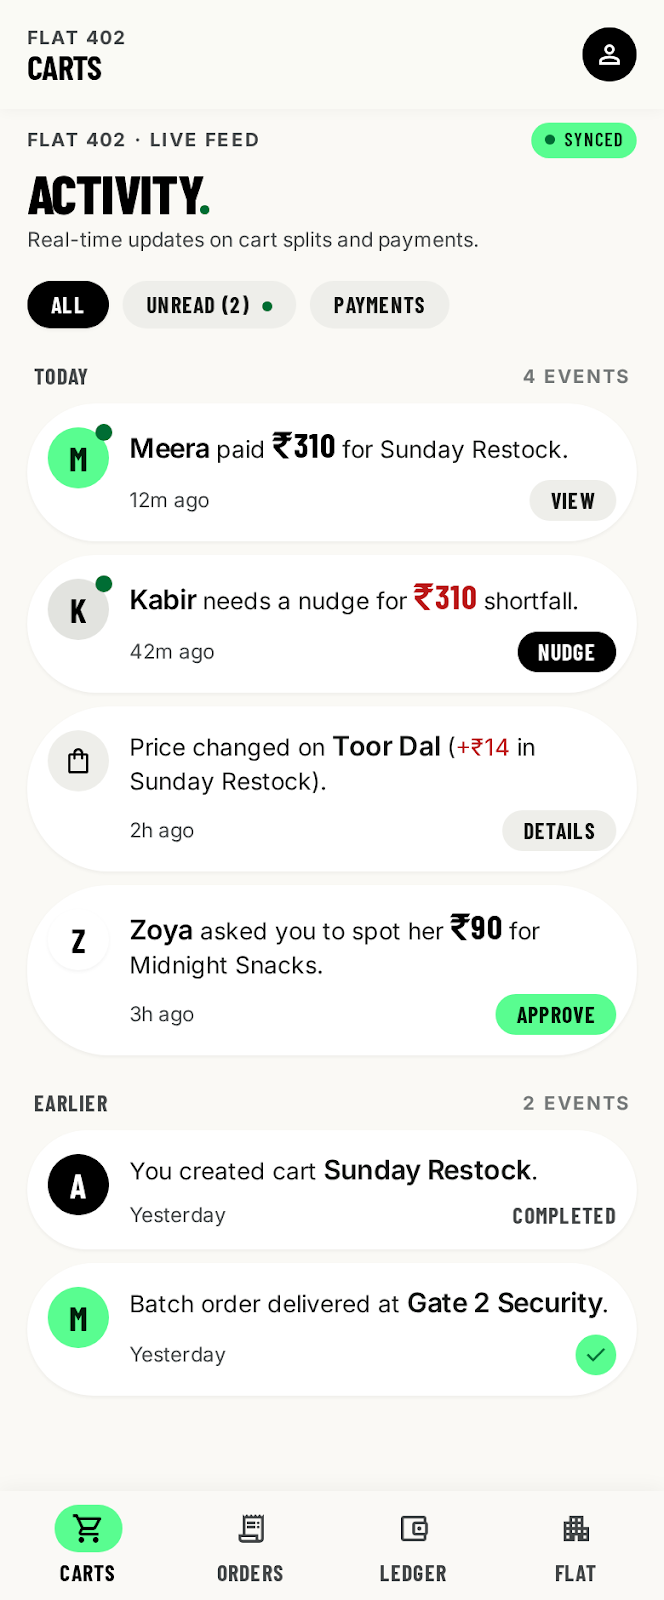 FLAT 402
CARTS
FLAT 402 · LIVE FEED
SYNCED
ACTIVITY.
Real-time updates on cart splits and payments.
ALL
UNREAD (2)
PAYMENTS
TODAY
4 EVENTS
M
Meera paid ₹310 for Sunday Restock.
12m ago
VIEW
K
Kabir needs a nudge for ₹310 shortfall.
42m ago
NUDGE
Price changed on Toor Dal (+₹14 in
Sunday Restock).
2h ago
DETAILS
Z
Zoya asked you to spot her ₹90 for
Midnight Snacks.
3h ago
APPROVE
EARLIER
2 EVENTS
A
You created cart Sunday Restock.
Yesterday
COMPLETED
M
Batch order delivered at Gate 2 Security.
Yesterday
CARTS
ORDERS
LEDGER
FLAT